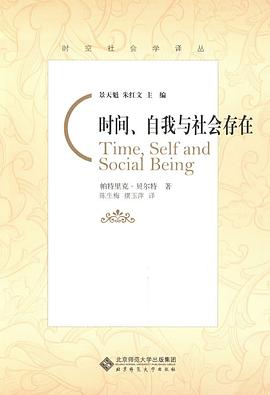 时空社会学译丛
景天魁 朱红文 主 编
时间、自我与社会存在
Time, Self and
Social Being
帕特里克·贝尔特 著
陈生梅 摆玉萍 译
北京师范大学出版集团
北京师范大学出版社